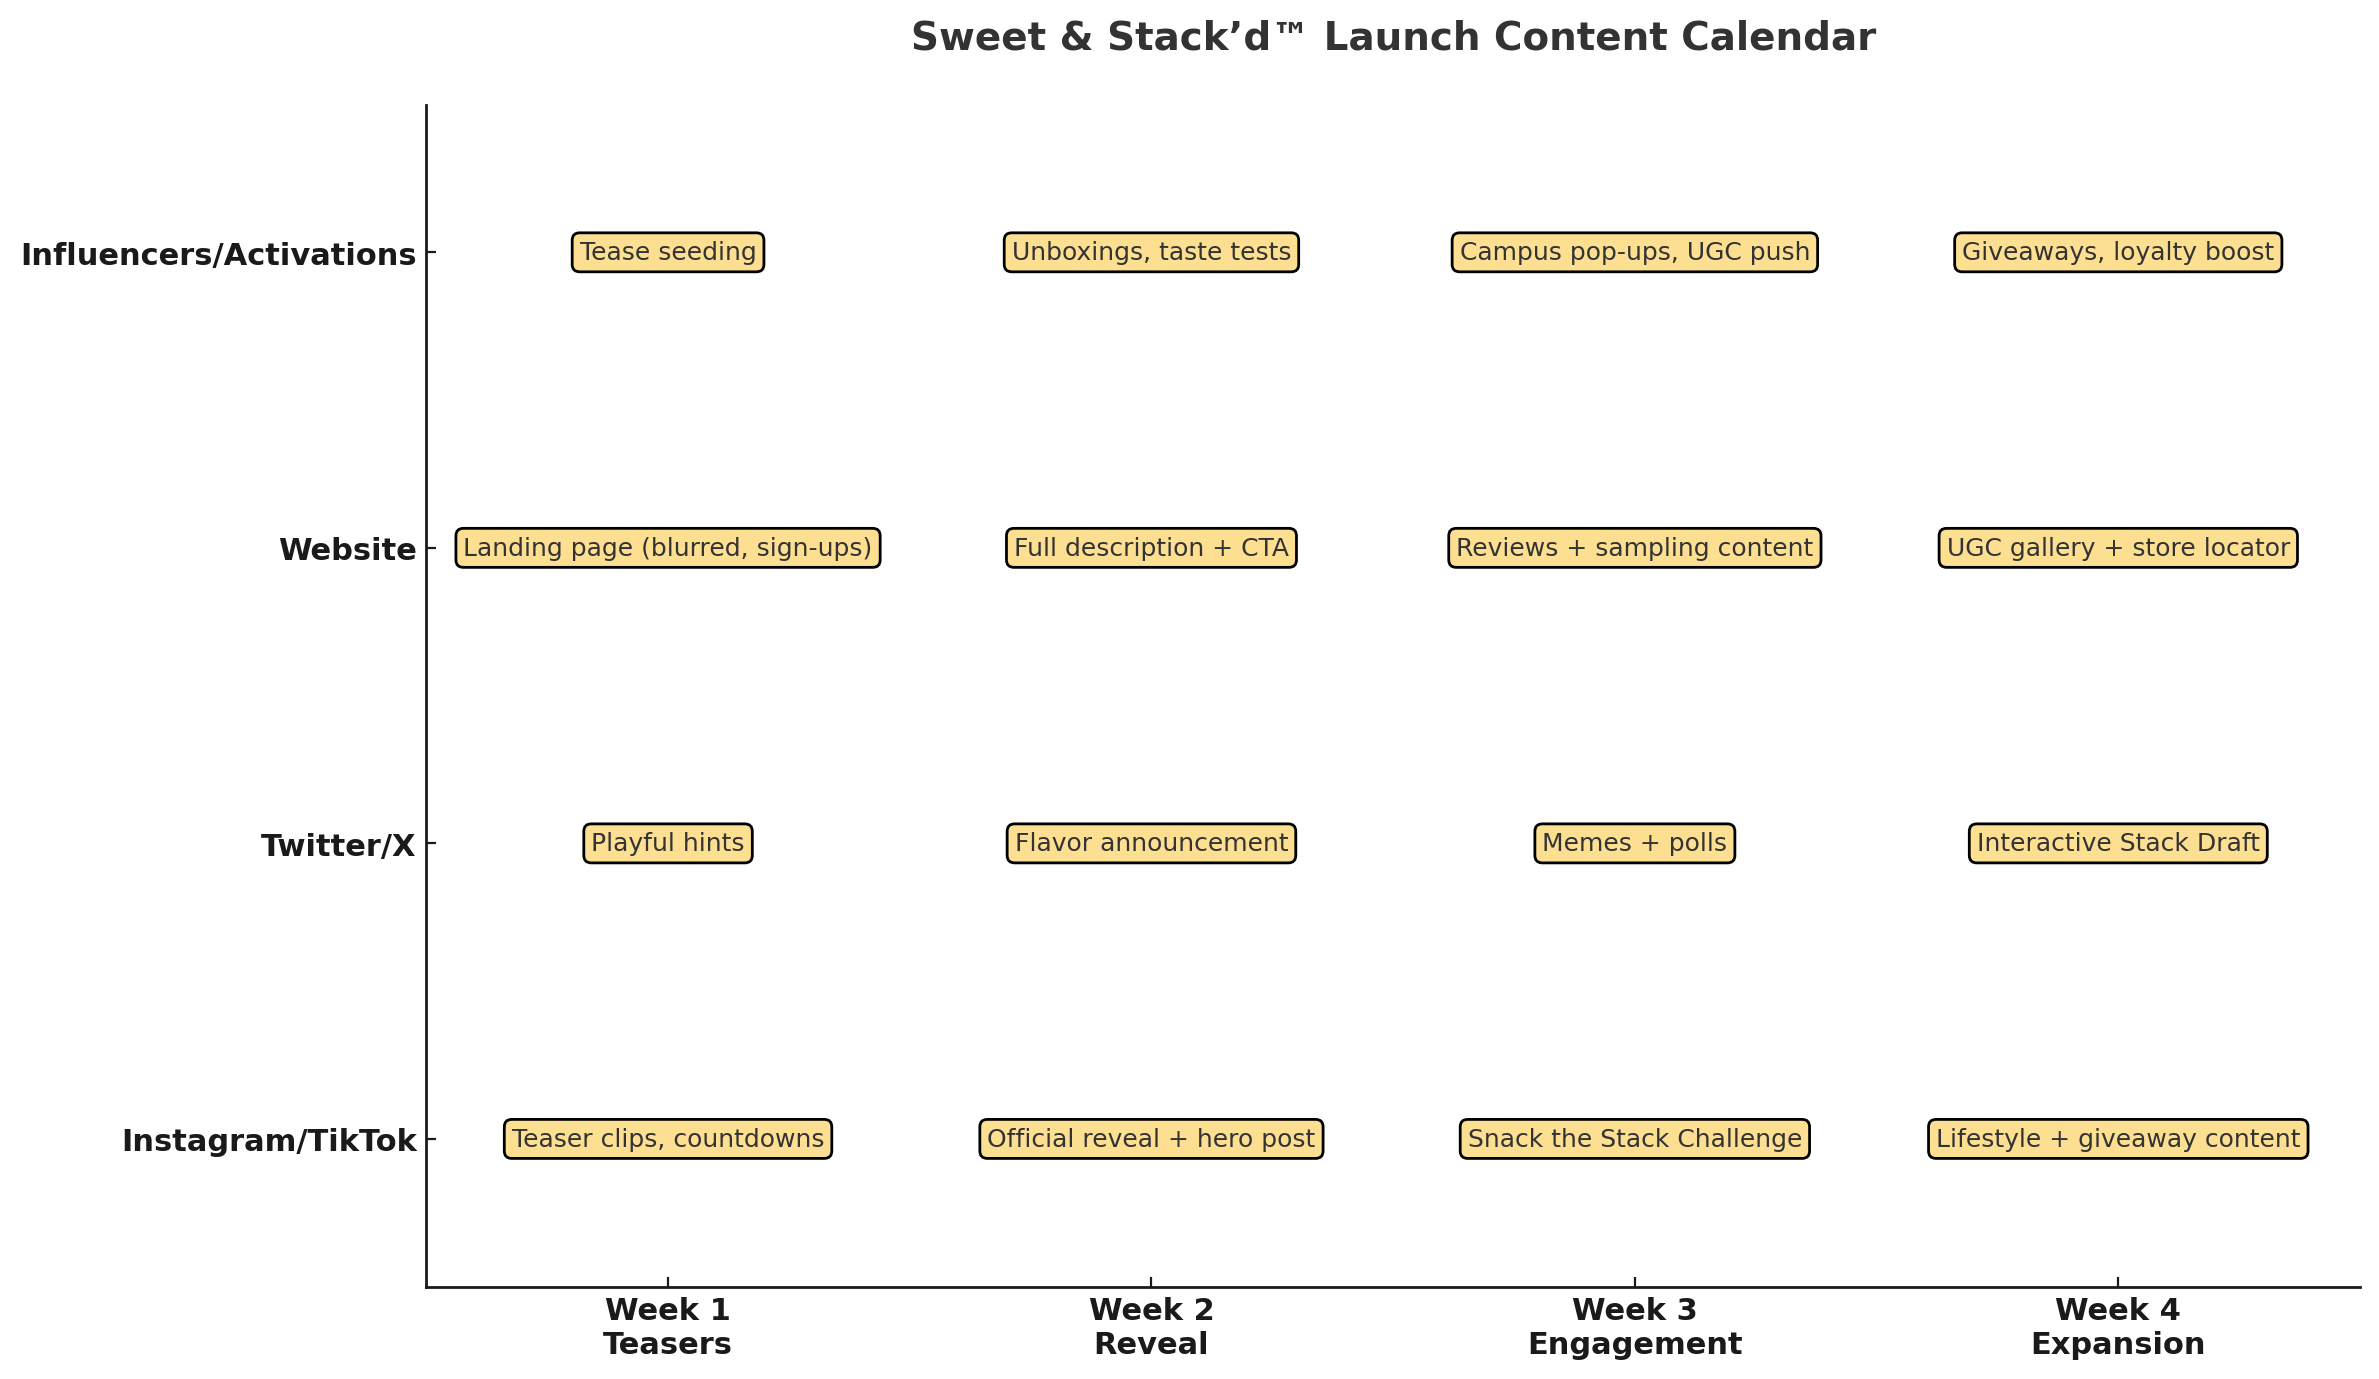 Sweet & Stack’d™ Launch Content Calendar
Influencers/Activations
Tease seeding
Unboxings, taste tests
Campus pop-ups, UGC push
Giveaways, loyalty boost
Website
Landing page (blurred, sign-ups)
Full description + CTA
Reviews + sampling content
UGC gallery + store locator
Twitter/X
Playful hints
Flavor announcement
Memes + polls
Interactive Stack Draft
Instagram/TikTok
Teaser clips, countdowns
Official reveal + hero post
Snack the Stack Challenge
Lifestyle + giveaway content
Week 1
Teasers
Week 2
Reveal
Week 3
Engagement
Week 4
Expansion